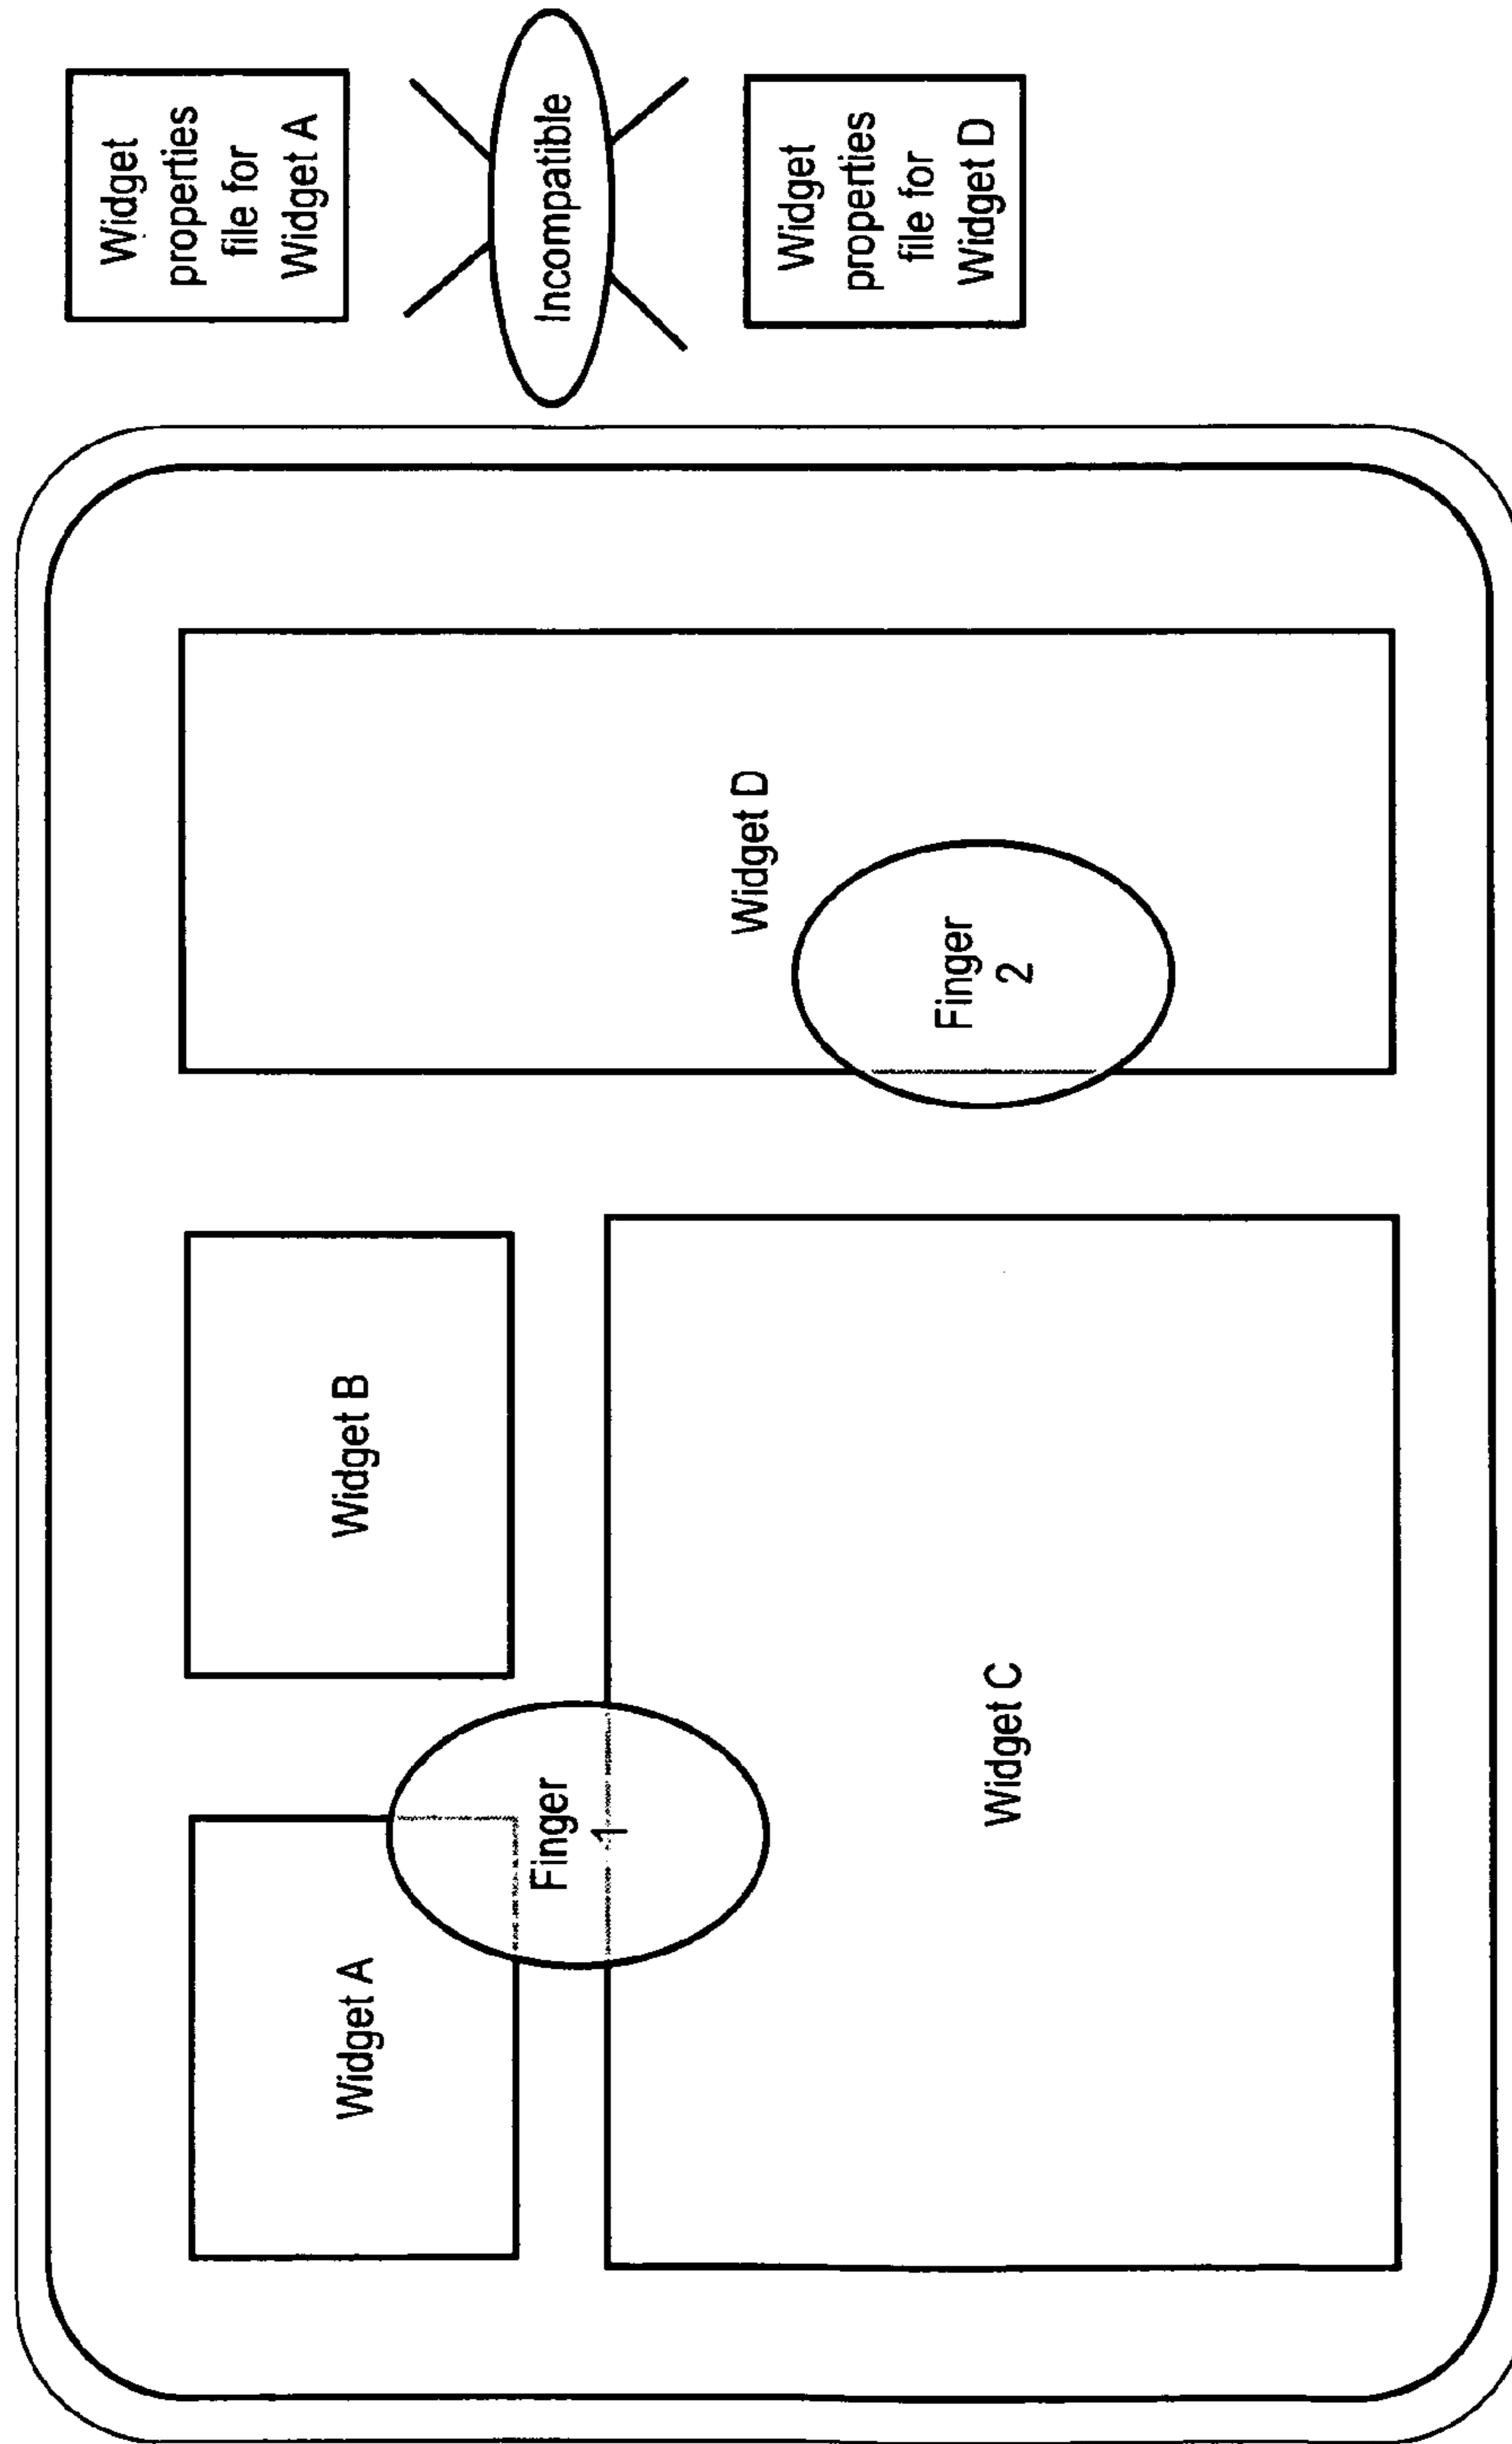 Widget A
Widget B
Finger
1
Widget C
Widget D
Finger
2
Widget
properties
file for
Widget A
Incompatible
Widget
properties
file for
Widget D